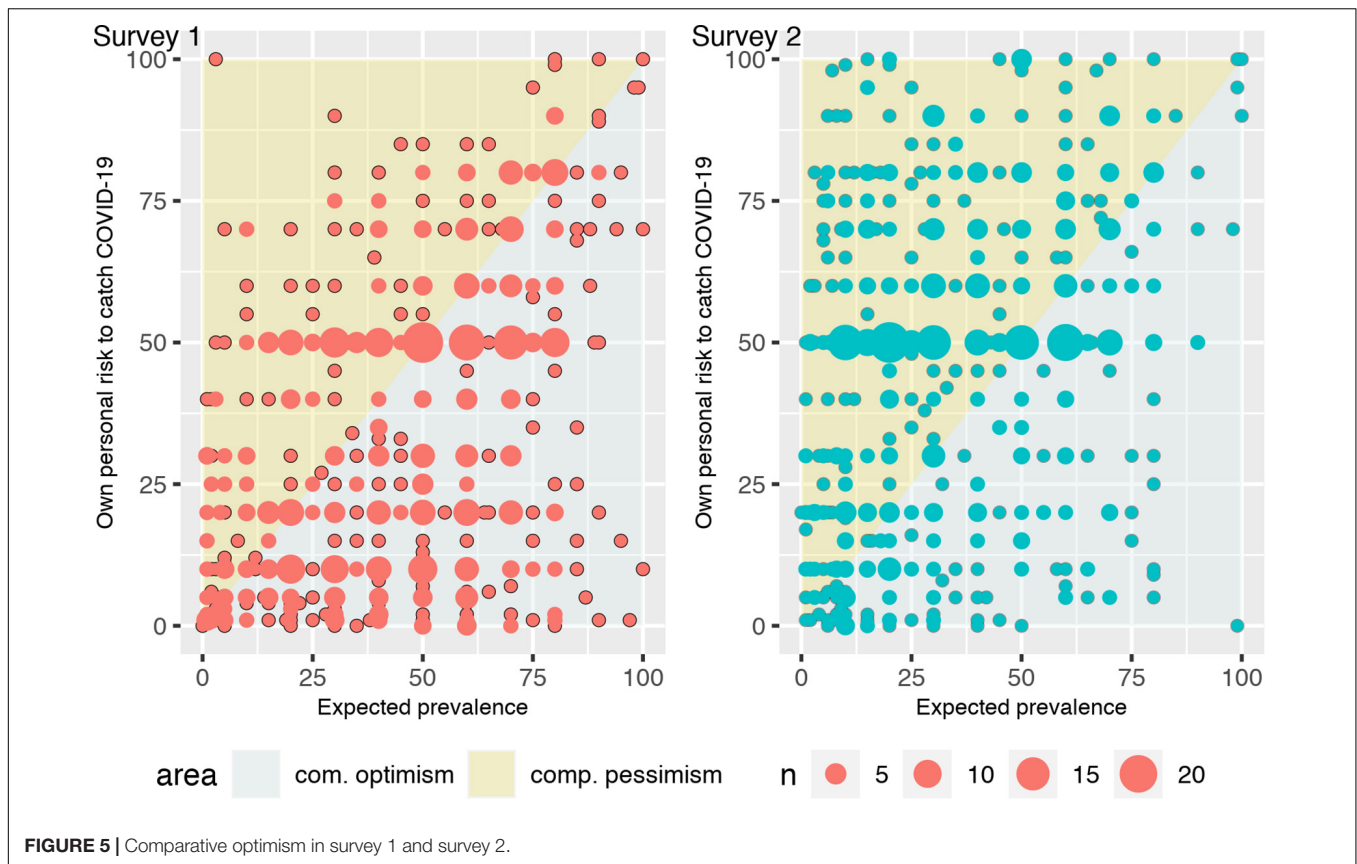 Survey 1
100
75
50
25
0
Own personal risk to catch COVID-19
0 25 50 75 100
Expected prevalence
Survey 2
100
75
50
25
0
Own personal risk to catch COVID-19
0 25 50 75 100
Expected prevalence
area com. optimism comp. pessimism n 5 10 15 20
FIGURE 5 | Comparative optimism in survey 1 and survey 2.